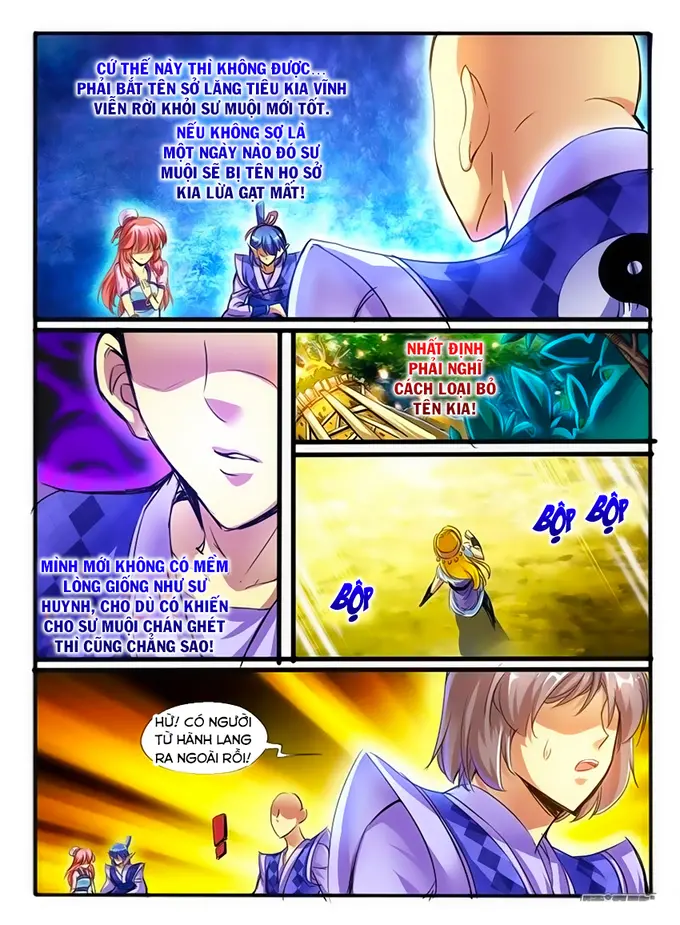 CỨ THẾ NÀY THÌ KHÔNG ĐƯỢC...
PHẢI BẮT TÊN SỞ LĂNG TIÊU KIA VĨNH
VIỄN RỜI KHỎI SƯ MUỘI MỚI TỐT.
NẾU KHÔNG SỢ LÀ
MỘT NGÀY NÀO ĐÓ SƯ
MUỘI SẼ BỊ TÊN HỌ SỞ
KIA LỪA GẠT MẤT!
NHẤT ĐỊNH
PHẢI NGHĨ
CÁCH LOẠI BỎ
TÊN KIA!
MÌNH MỚI KHÔNG CÓ MỀM
LÒNG GIỐNG NHƯ SƯ
HUYNH, CHO DÙ CÓ KHIẾN
CHO SƯ MUỘI CHÁN GHÉT
THÌ CŨNG CHẲNG SAO!
BỘP BỘP
BỘP
HỪ! CÓ NGƯỜI
TỪ HÀNH LANG
RA NGOÀI RỒI!
!